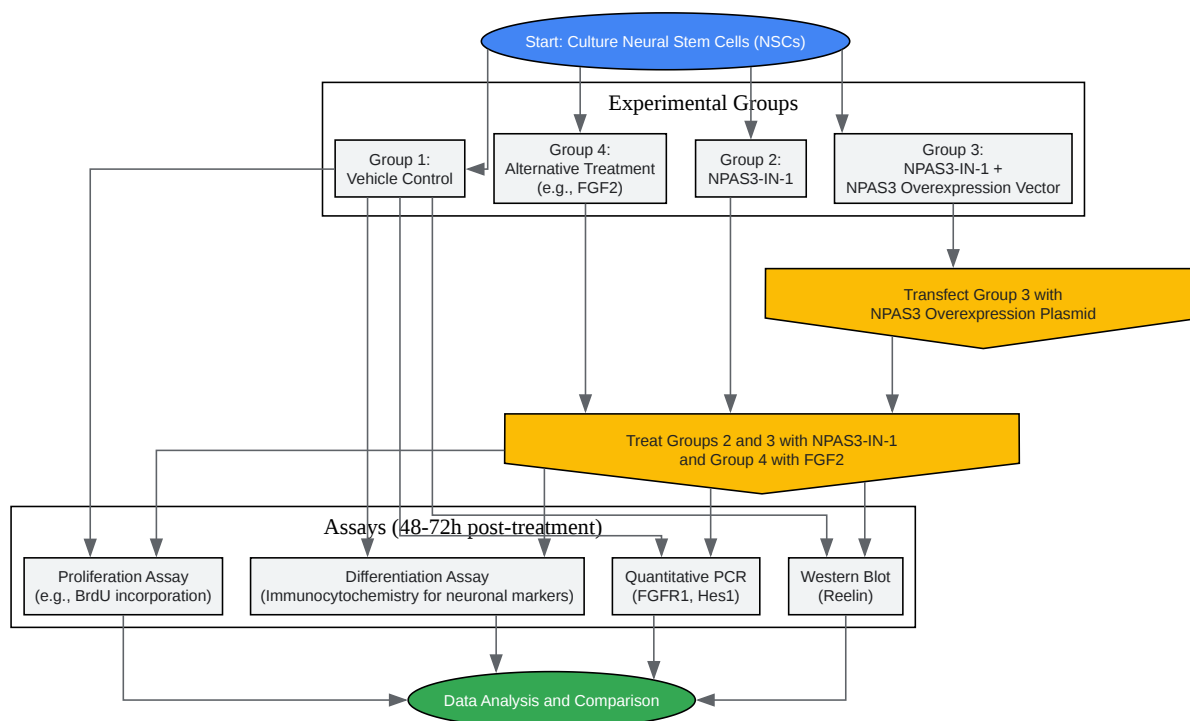 Start: Culture Neural Stem Cells (NSCs)
Experimental Groups
Group 1:
Vehicle Control
Group 4:
Alternative Treatment
(e.g., FGF2)
Group 2:
NPAS3-IN-1
Group 3:
NPAS3-IN-1 +
NPAS3 Overexpression Vector
Transfect Group 3 with
NPAS3 Overexpression Plasmid
Treat Groups 2 and 3 with NPAS3-IN-1
and Group 4 with FGF2
Assays (48-72h post-treatment)
Proliferation Assay
(e.g., BrdU incorporation)
Differentiation Assay
(Immunocytochemistry for neuronal markers)
Quantitative PCR
(FGFR1, Hes1)
Western Blot
(Reelin)
Data Analysis and Comparison